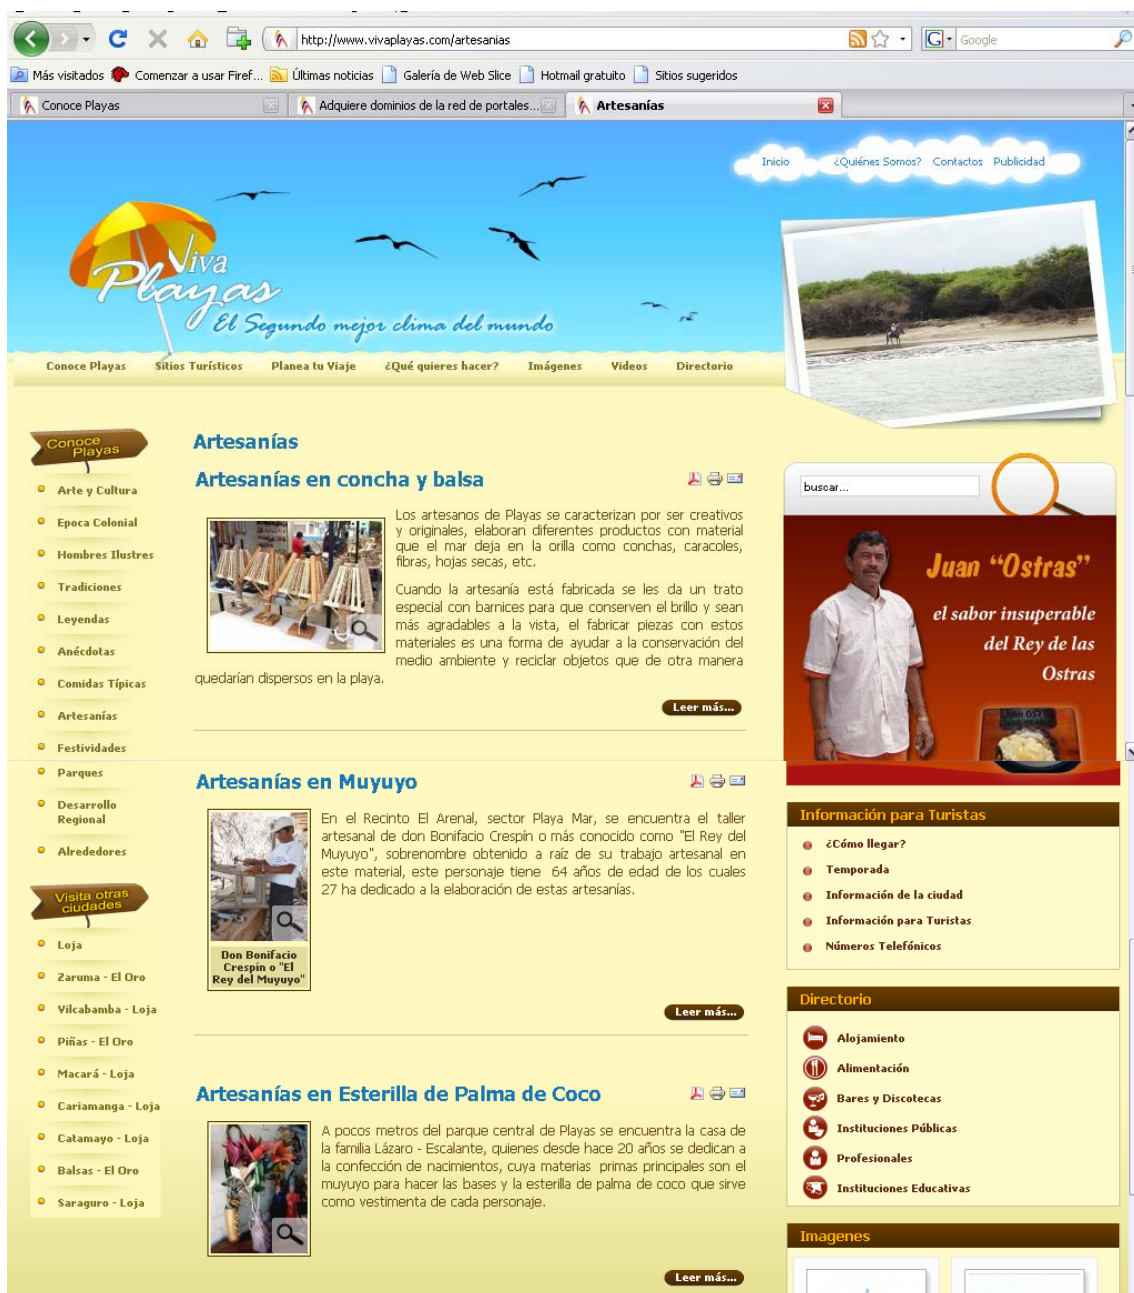 http://www.vivaplayas.com/artesanias
Google
Más visitados
Comenzar a usar Firef...
Últimas noticias
Galería de Web Slice
Hotmail gratuito
Sitios sugeridos
Conoce Playas
Adquiere dominios de la red de portales...
Artesanías
Inicio
¿Quiénes Somos?
Contactos
Publicidad
Viva
Playas
El Segundo mejor clima del mundo
Conoce Playas
Sitios Turísticos
Planea tu Viaje
¿Qué quieres hacer?
Imágenes
Videos
Directorio
Conoce
Playas
Arte y Cultura
Epoca Colonial
Hombres Ilustres
Tradiciones
Leyendas
Anécdotas
Comidas Típicas
Artesanías
Festividades
Parques
Desarrollo
Regional
Alrededores
Visita otras
ciudades
Loja
Zaruma - El Oro
Vilcabamba - Loja
Piñas - El Oro
Macará - Loja
Cariamanga - Loja
Catamayo - Loja
Balsas - El Oro
Saraguro - Loja
Artesanías
Artesanías en concha y balsa
Los artesanos de Playas se caracterizan por ser creativos
y originales, elaboran diferentes productos con material
que el mar deja en la orilla como conchas, caracoles,
fibras, hojas secas, etc.
Cuando la artesanía está fabricada se les da un trato
especial con barnices para que conserven el brillo y sean
más agradables a la vista, el fabricar piezas con estos
materiales es una forma de ayudar a la conservación del
medio ambiente y reciclar objetos que de otra manera
quedarían dispersos en la playa.
Leer más...
Artesanías en Muyuyo
En el Recinto El Arenal, sector Playa Mar, se encuentra el taller
artesanal de don Bonifacio Crespín o más conocido como "El Rey del
Muyuyo", sobrenombre obtenido a raíz de su trabajo artesanal en
este material, este personaje tiene 64 años de edad de los cuales
27 ha dedicado a la elaboración de estas artesanías.
Don Bonifacio
Crespín o "El
Rey del Muyuyo"
Leer más...
Artesanías en Esterilla de Palma de Coco
A pocos metros del parque central de Playas se encuentra la casa de
la familia Lázaro - Escalante, quienes desde hace 20 años se dedican a
la confección de nacimientos, cuya materias primas principales son el
muyuyo para hacer las bases y la esterilla de palma de coco que sirve
como vestimenta de cada personaje.
Leer más...
buscar...
Juan "Ostras"
el sabor insuperable
del Rey de las
Ostras
JUAN OST
Información para Turistas
¿Cómo llegar?
Temporada
Información de la ciudad
Información para Turistas
Números Telefónicos
Directorio
Alojamiento
Alimentación
Bares y Discotecas
Instituciones Públicas
Profesionales
Instituciones Educativas
Imagenes